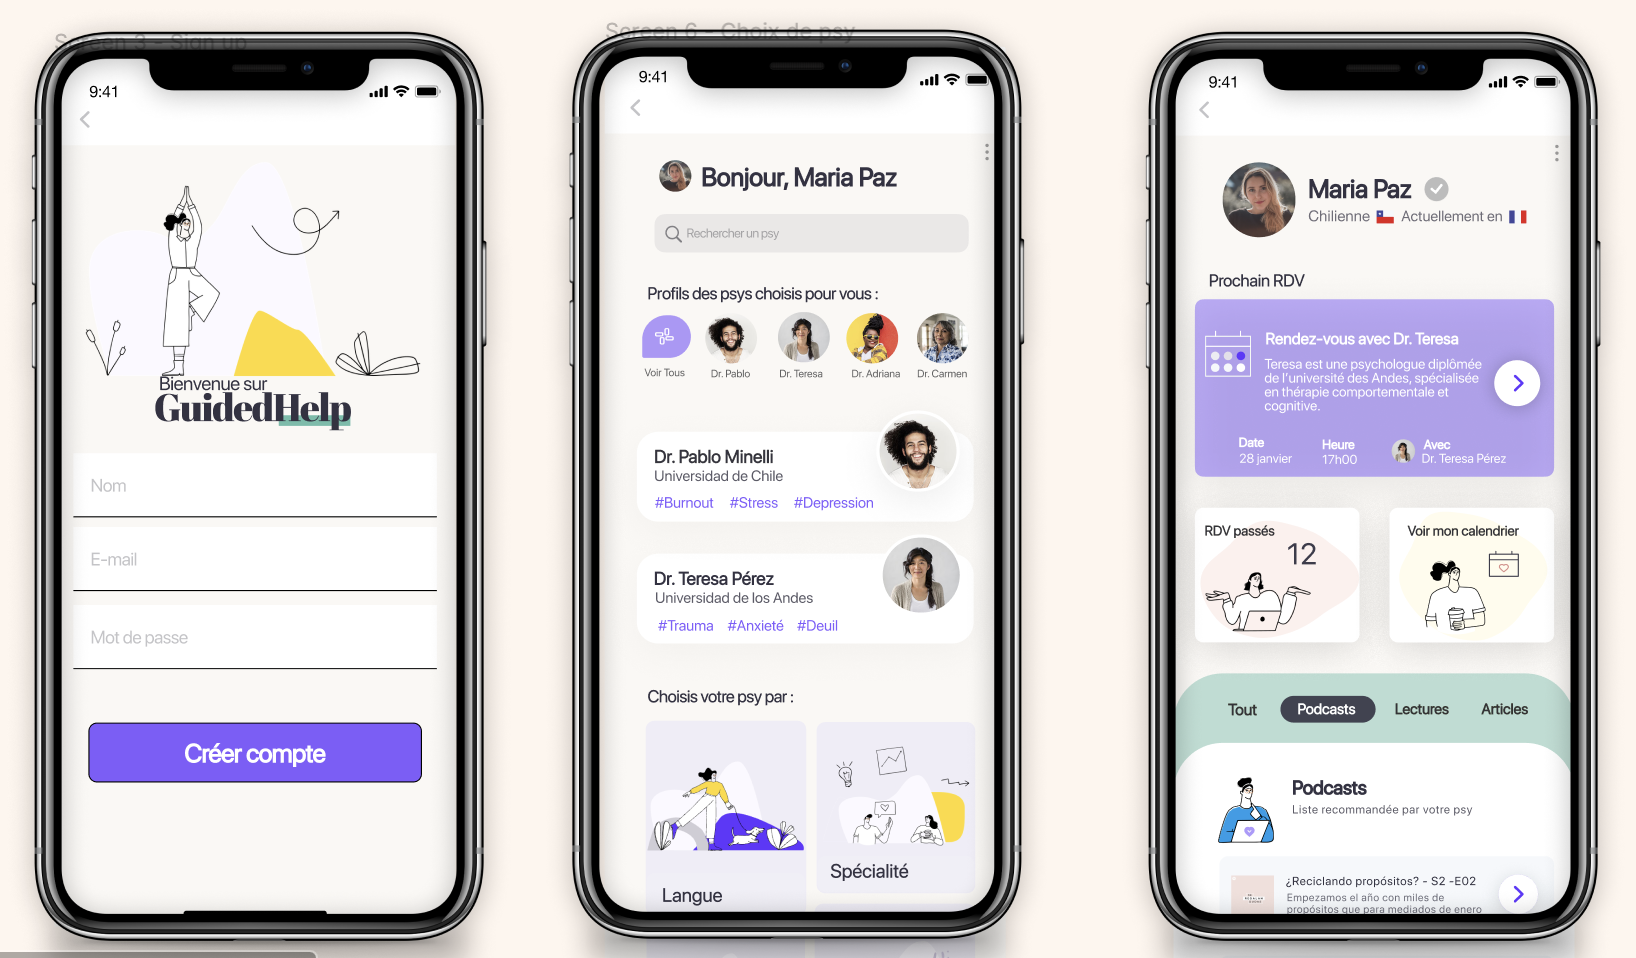 Screen 3 - Sign up
9:41
Bienvenue sur
GuidedHelp
Nom
E-mail
Mot de passe
Créer compte
Screen 6 - Choix de psy
9:41
Bonjour, Maria Paz
Rechercher un psy
Profils des psys choisis pour vous :
Voir Tous
Dr. Pablo
Dr. Teresa
Dr. Adriana
Dr. Carmen
Dr. Pablo Minelli
Universidad de Chile
#Burnout #Stress #Depression
Dr. Teresa Pérez
Universidad de los Andes
#Trauma #Anxieté #Deuil
Choisis votre psy par :
Langue
Spécialité
9:41
Maria Paz
Chilienne Actuellement en
Prochain RDV
Rendez-vous avec Dr. Teresa
Teresa est une psychologue diplômée
de l'université des Andes, spécialisée
en thérapie comportementale et
cognitive.
Date
28 janvier
Heure
17h00
Avec
Dr. Teresa Pérez
RDV passés
12
Voir mon calendrier
Tout
Podcasts
Lectures
Articles
Podcasts
Liste recommandée par votre psy
¿Reciclando propósitos? - S2 -E02
Empezamos el año con miles de
propósitos que para mediados de enero